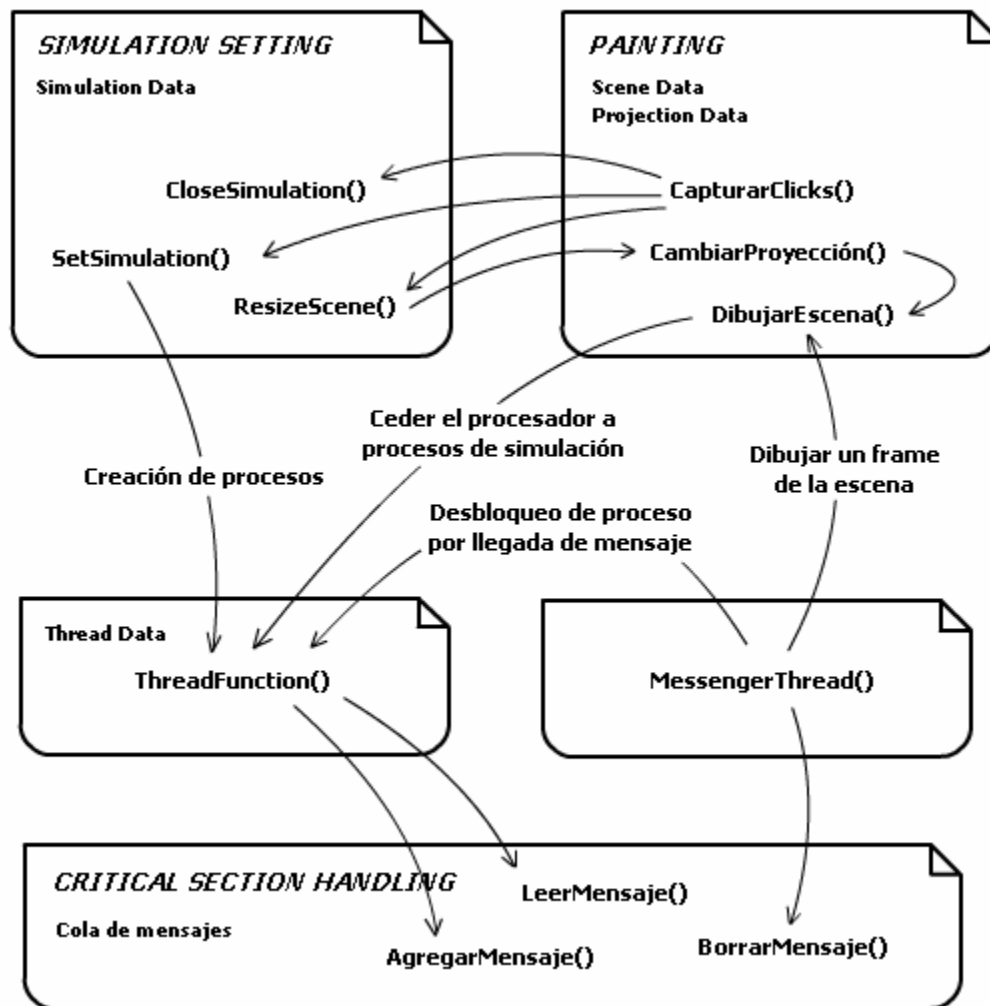 SIMULATION SETTING
Simulation Data
CloseSimulation()
SetSimulation()
ResizeScene()
PAINTING
Scene Data
Projection Data
CapturarClicks()
CambiarProyección()
DibujarEscena()
Ceder el procesador a
procesos de simulación
Creación de procesos
Dibujar un frame
de la escena
Desbloqueo de proceso
por llegada de mensaje
Thread Data
ThreadFunction()
MessengerThread()
CRITICAL SECTION HANDLING
Cola de mensajes
LeerMensaje()
AgregarMensaje()
BorrarMensaje()